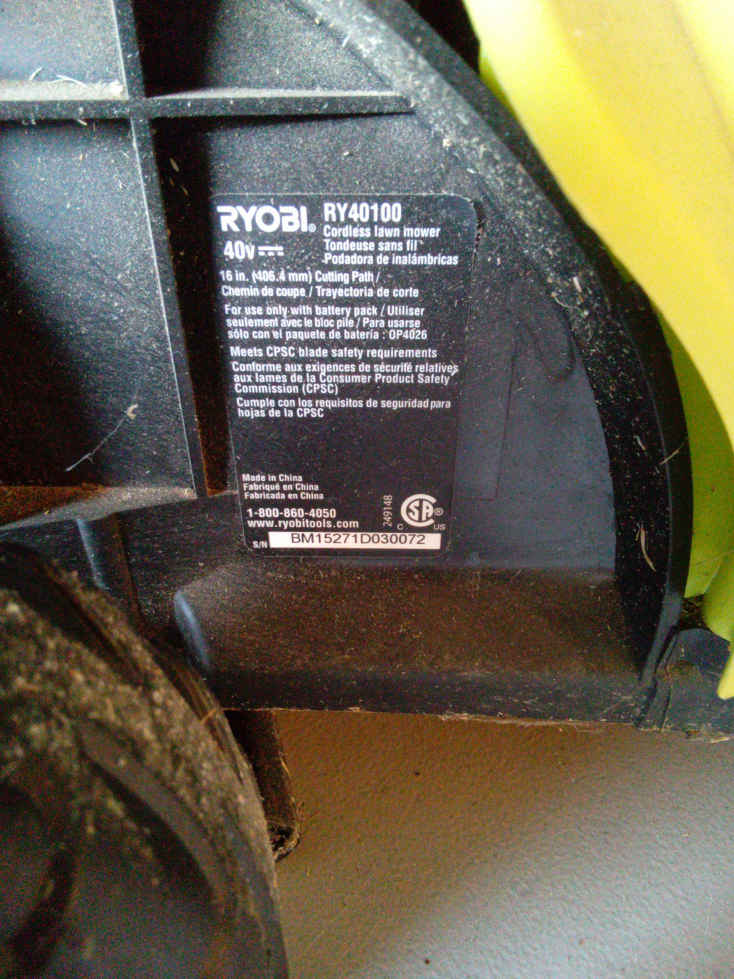 RYOBI® RY40100
Cordless lawn mower
40V Tondeuse sans fil
Podadora de inalámbricas
16 in. (406.4 mm) Cutting Path /
Chemin de coupe / Trayectoria de corte
For use only with battery pack / Utiliser
seulement avec le bloc pile / Para usarse
sólo con el paquete de batería : OP4026
Meets CPSC blade safety requirements
Conforme aux exigences de sécurité relatives
aux lames de la Consumer Product Safety
Commission (CPSC)
Cumple con los requisitos de seguridad para
hojas de la CPSC
Made in China
Fabriqué en China
Fabricada en China
1-800-860-4050
www.ryobitools.com
249148
CSA®
C US
S/N BM15271D030072